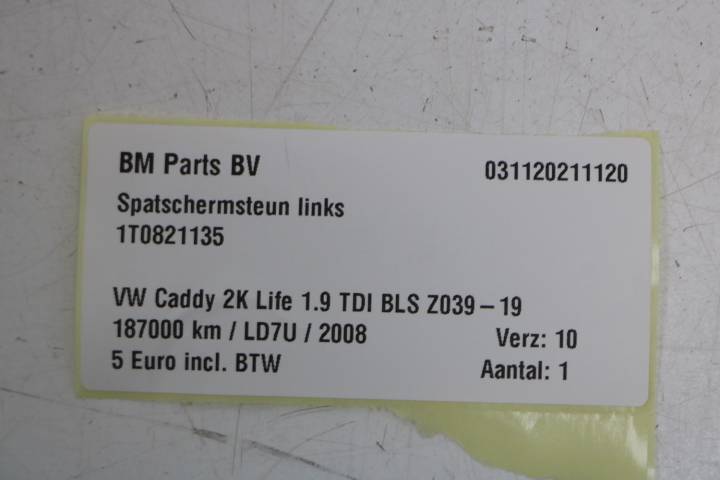 BM Parts BV 031120211120
Spatschermsteun links
1T0821135
VW Caddy 2K Life 1.9 TDI BLS Z039 – 19
187000 km / LD7U / 2008 Verz: 10
5 Euro incl. BTW Aantal: 1